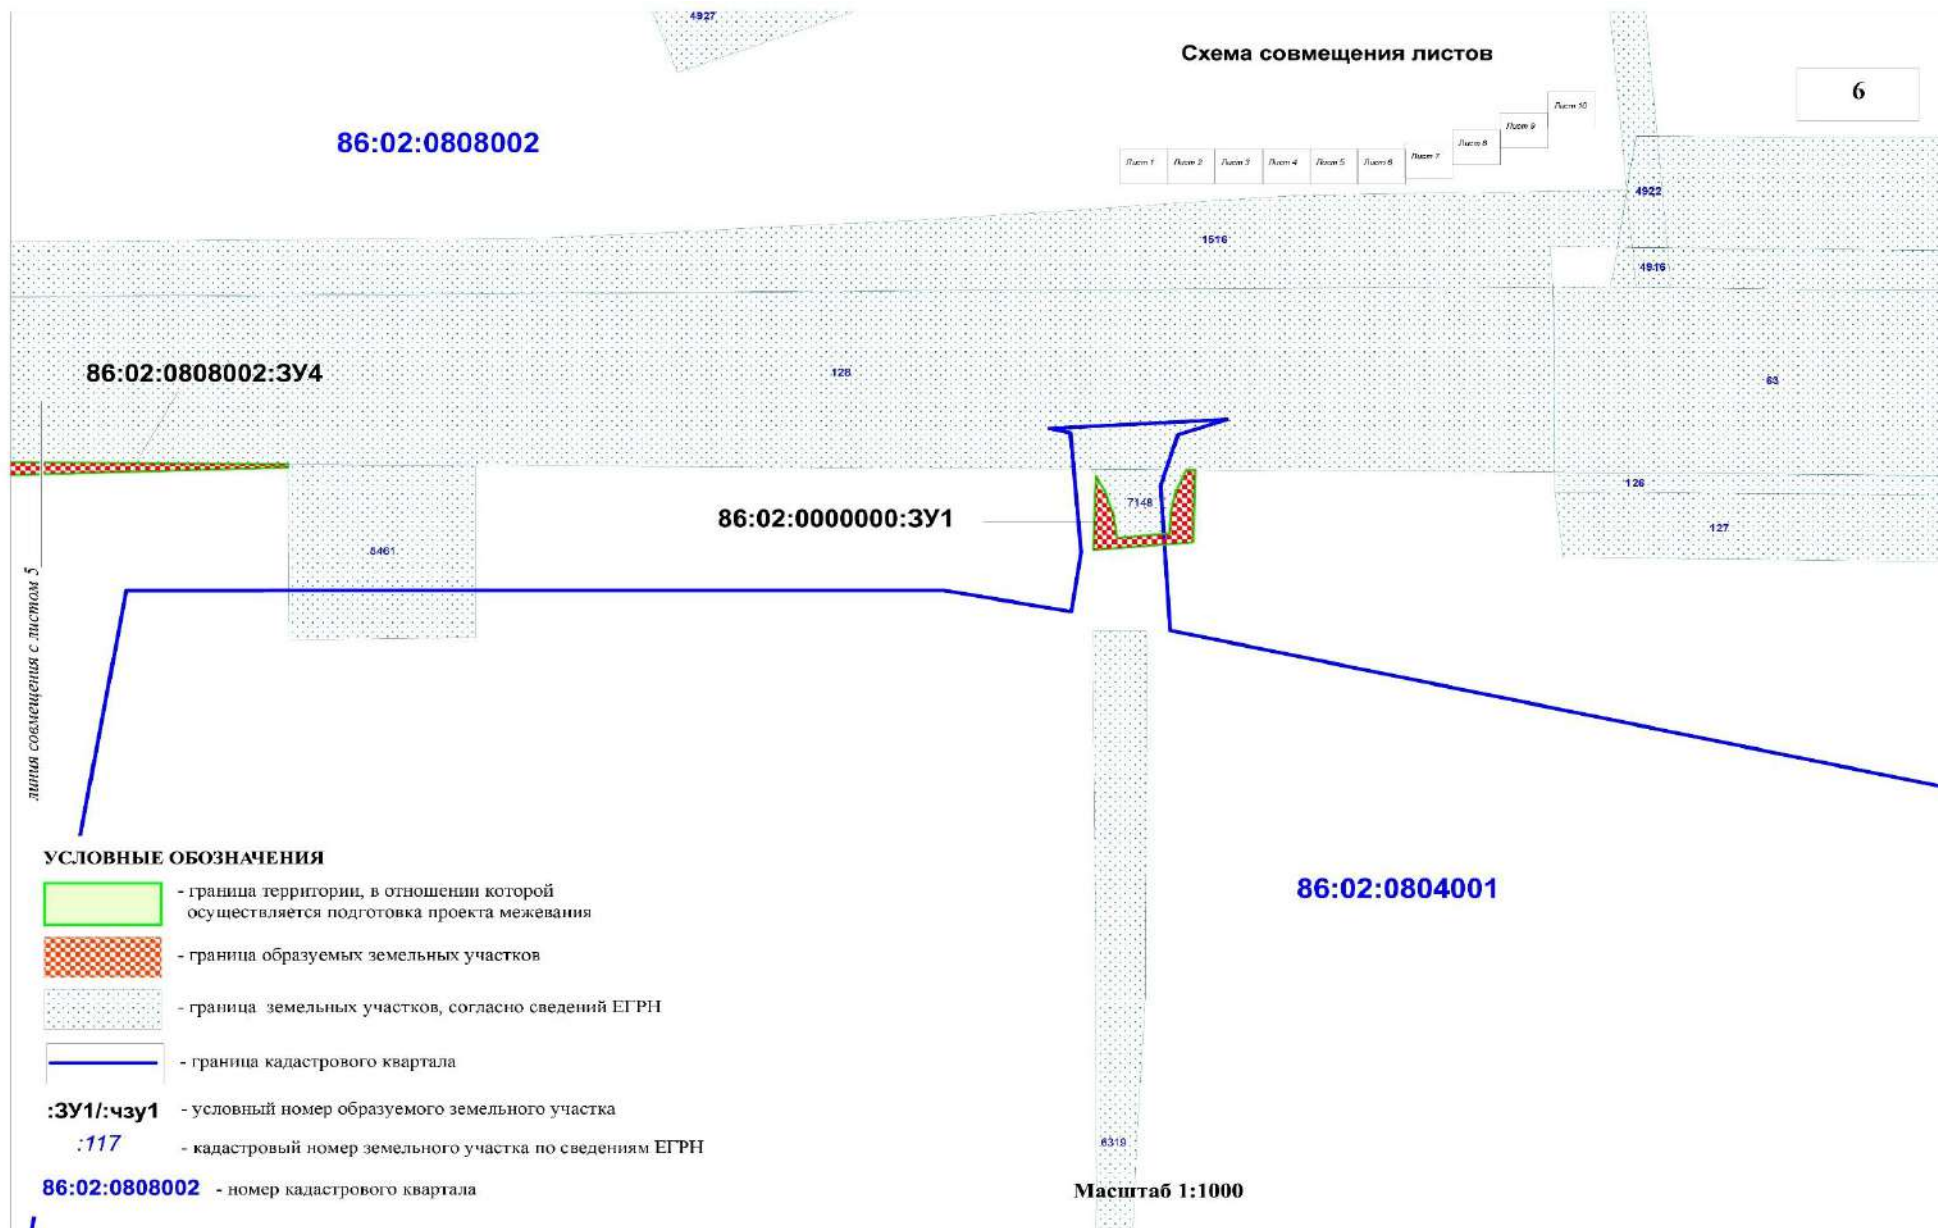 4927
Схема совмещения листов
6
86:02:0808002
Лист 10
Лист 9
Лист 8
Лист 1 Лист 2 Лист 3 Лист 4 Лист 5 Лист 6 Лист 7
4922
1516
4916
86:02:0808002:ЗУ4
128
63
126
7148
86:02:0000000:ЗУ1
127
8461
линия совмещения с листом 5
УСЛОВНЫЕ ОБОЗНАЧЕНИЯ
- граница территории, в отношении которой
осуществляется подготовка проекта межевания
86:02:0804001
- граница образуемых земельных участков
- граница земельных участков, согласно сведений ЕГРН
- граница кадастрового квартала
:ЗУ1/:чзу1 - условный номер образуемого земельного участка
:117 - кадастровый номер земельного участка по сведениям ЕГРН
6319
86:02:0808002 - номер кадастрового квартала
Масштаб 1:1000